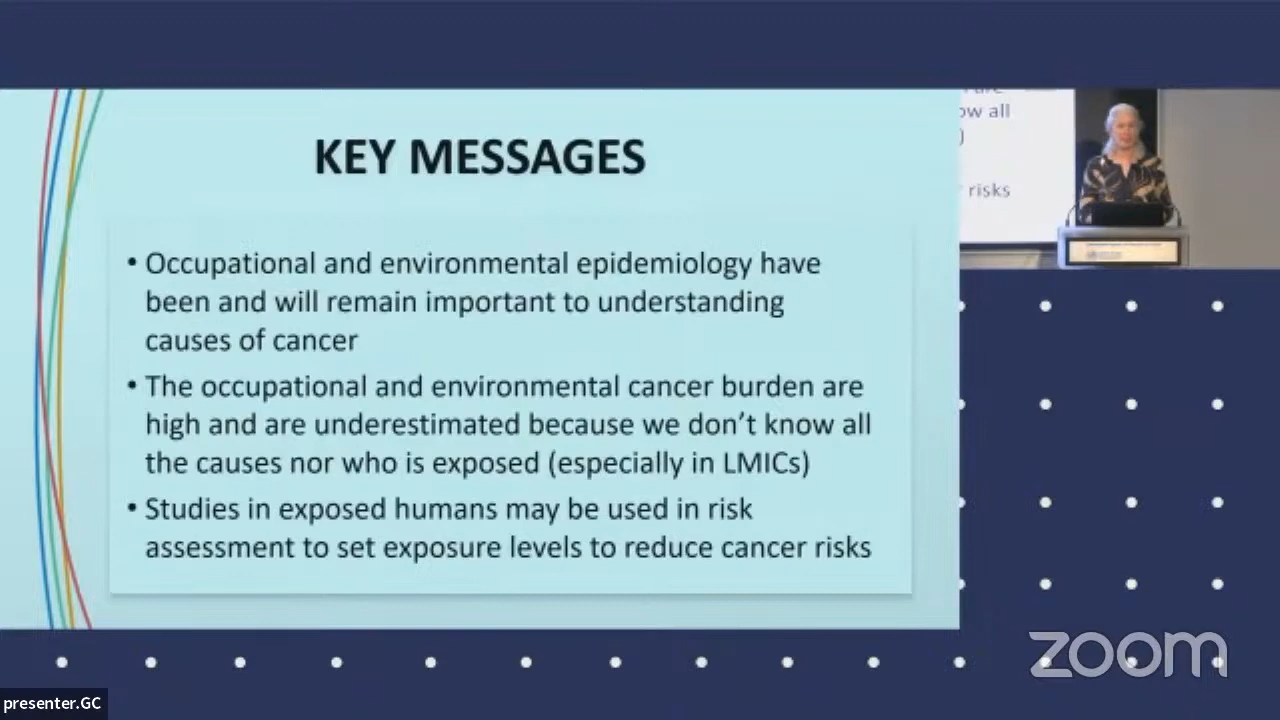 KEY MESSAGES
• Occupational and environmental epidemiology have
been and will remain important to understanding
causes of cancer
• The occupational and environmental cancer burden are
high and are underestimated because we don’t know all
the causes nor who is exposed (especially in LMICs)
• Studies in exposed humans may be used in risk
assessment to set exposure levels to reduce cancer risks
ow all
)
risks
zoom
presenter.GC